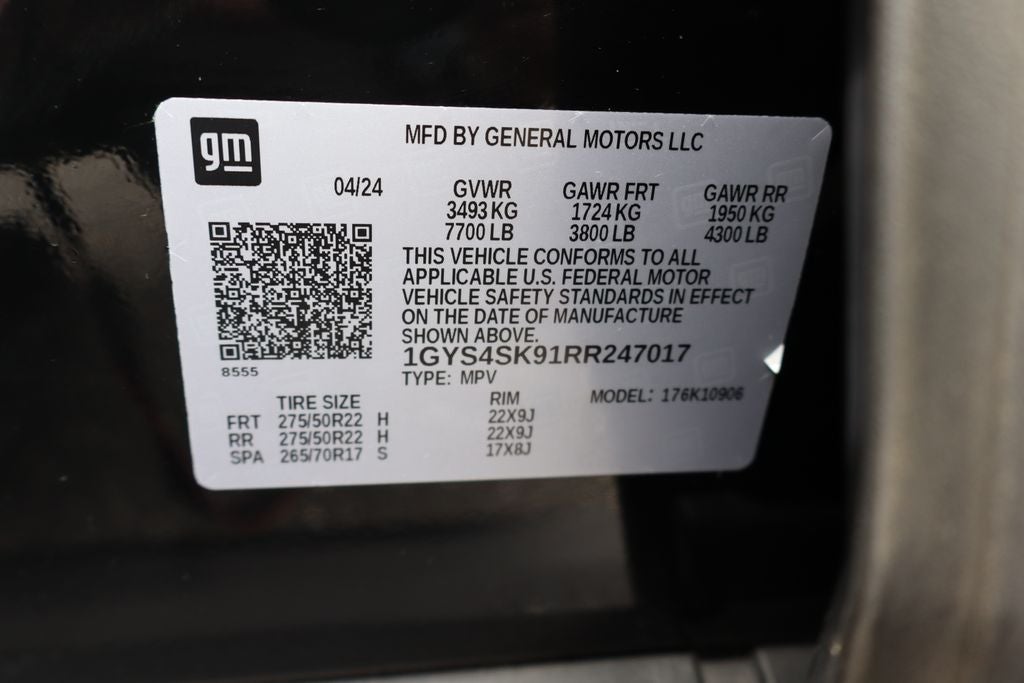 gm
MFD BY GENERAL MOTORS LLC
04/24 GVWR GAWR FRT GAWR RR
3493 KG 1724 KG 1950 KG
7700 LB 3800 LB 4300 LB
THIS VEHICLE CONFORMS TO ALL
APPLICABLE U.S. FEDERAL MOTOR
VEHICLE SAFETY STANDARDS IN EFFECT
ON THE DATE OF MANUFACTURE
SHOWN ABOVE.
1GYS4SK91RR247017
8555
TYPE: MPV
TIRE SIZE RIM MODEL: 176K10906
FRT 275/50R22 H 22X9J
RR 275/50R22 H 22X9J
SPA 265/70R17 S 17X8J